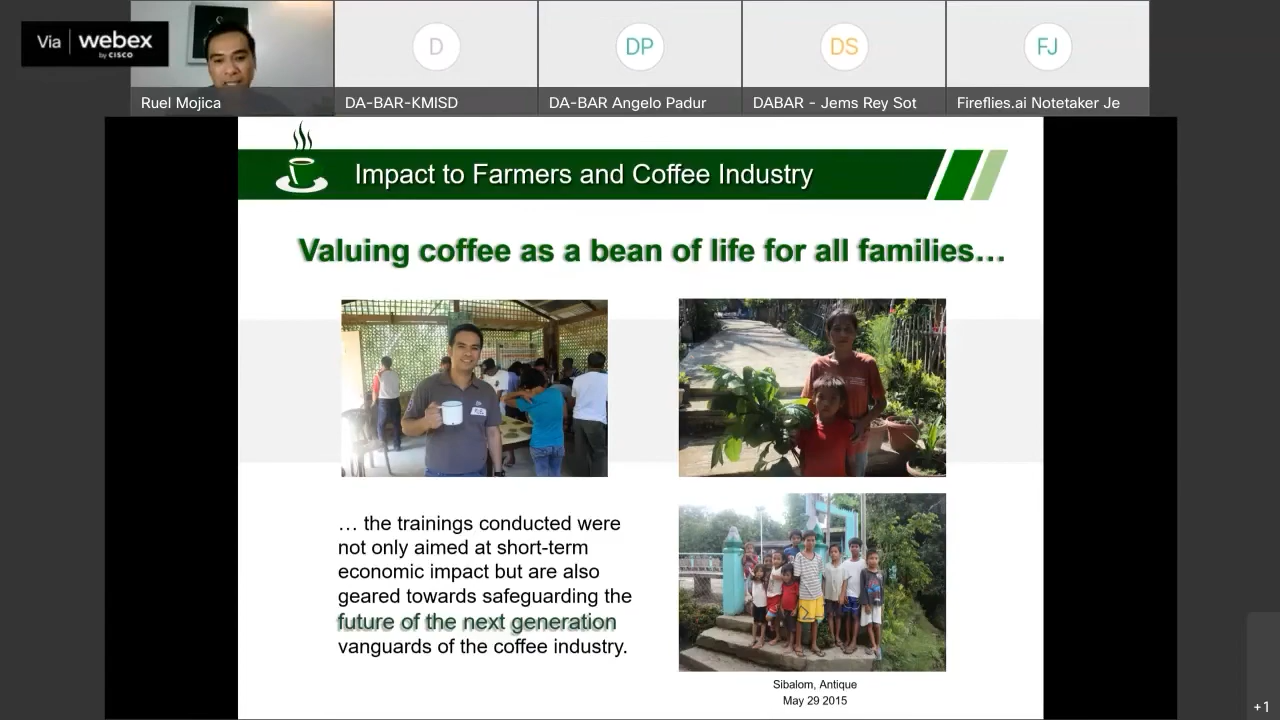 Via webex
by CISCO
D
DP
DS
FJ
Ruel Mojica
DA-BAR-KMISD
DA-BAR Angelo Padur
DABAR - Jems Rey Sot
Fireflies.ai Notetaker Je
Impact to Farmers and Coffee Industry
Valuing coffee as a bean of life for all families…
… the trainings conducted were
not only aimed at short-term
economic impact but are also
geared towards safeguarding the
future of the next generation
vanguards of the coffee industry.
Sibalom, Antique
May 29 2015
+1